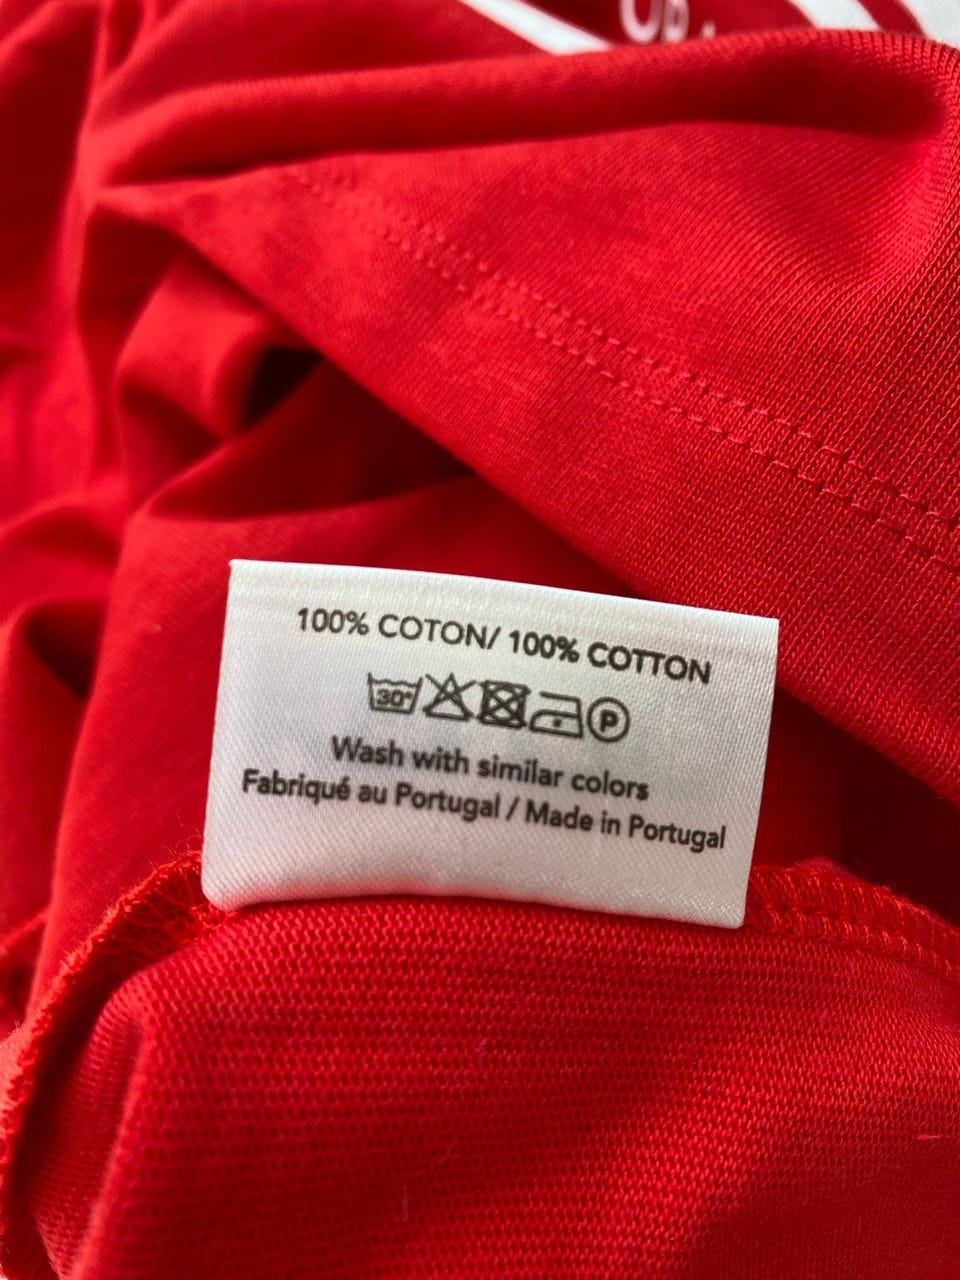 100% COTON/ 100% COTTON
30°
P
Wash with similar colors
Fabriqué au Portugal / Made in Portugal